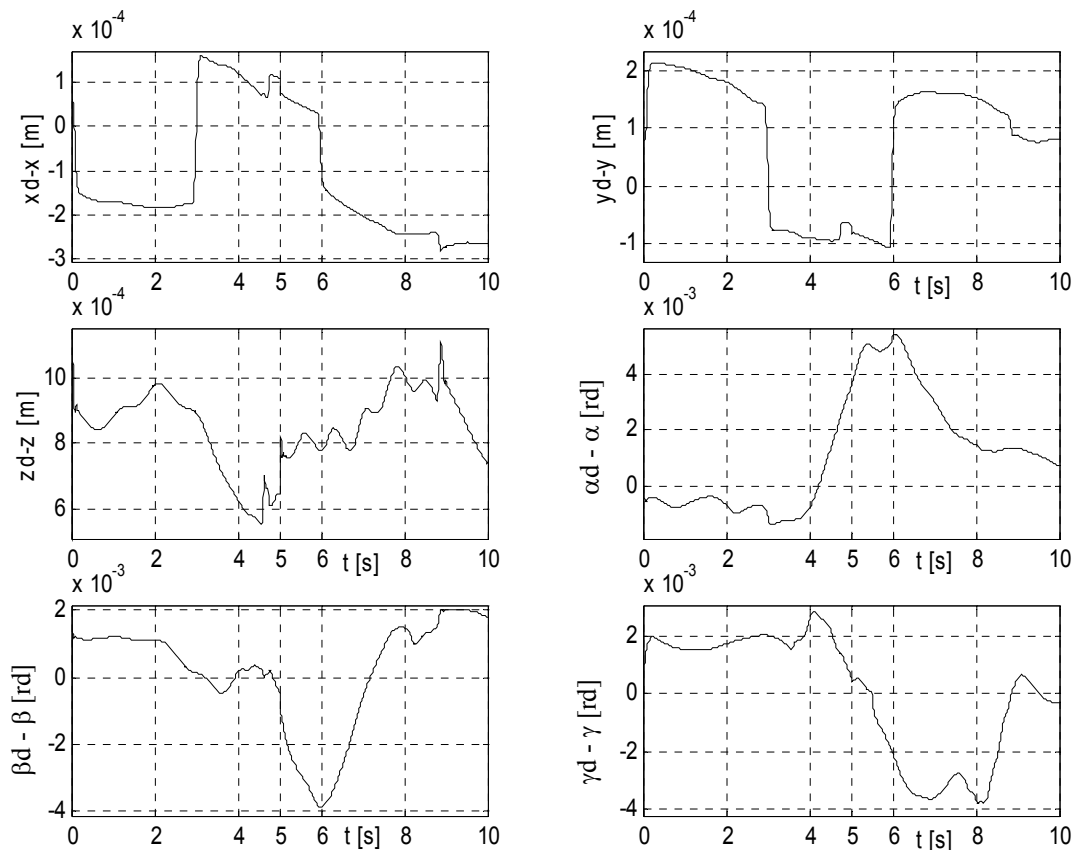 x 10^-4
xd-x [m]
1
0
-1
-2
-3
0 2 4 5 6 8 10
x 10^-4
yd-y [m]
2
1
0
-1
0 2 4 5 6 8 10
t [s]
x 10^-4
zd-z [m]
10
8
6
0 2 4 5 6 8 10
t [s]
x 10^-3
αd - α [rd]
4
2
0
0 2 4 5 6 8 10
x 10^-3
βd - β [rd]
2
0
-2
-4
0 2 4 5 6 8 10
t [s]
x 10^-3
γd - γ [rd]
2
0
-2
-4
0 2 4 5 6 8 10
t [s]